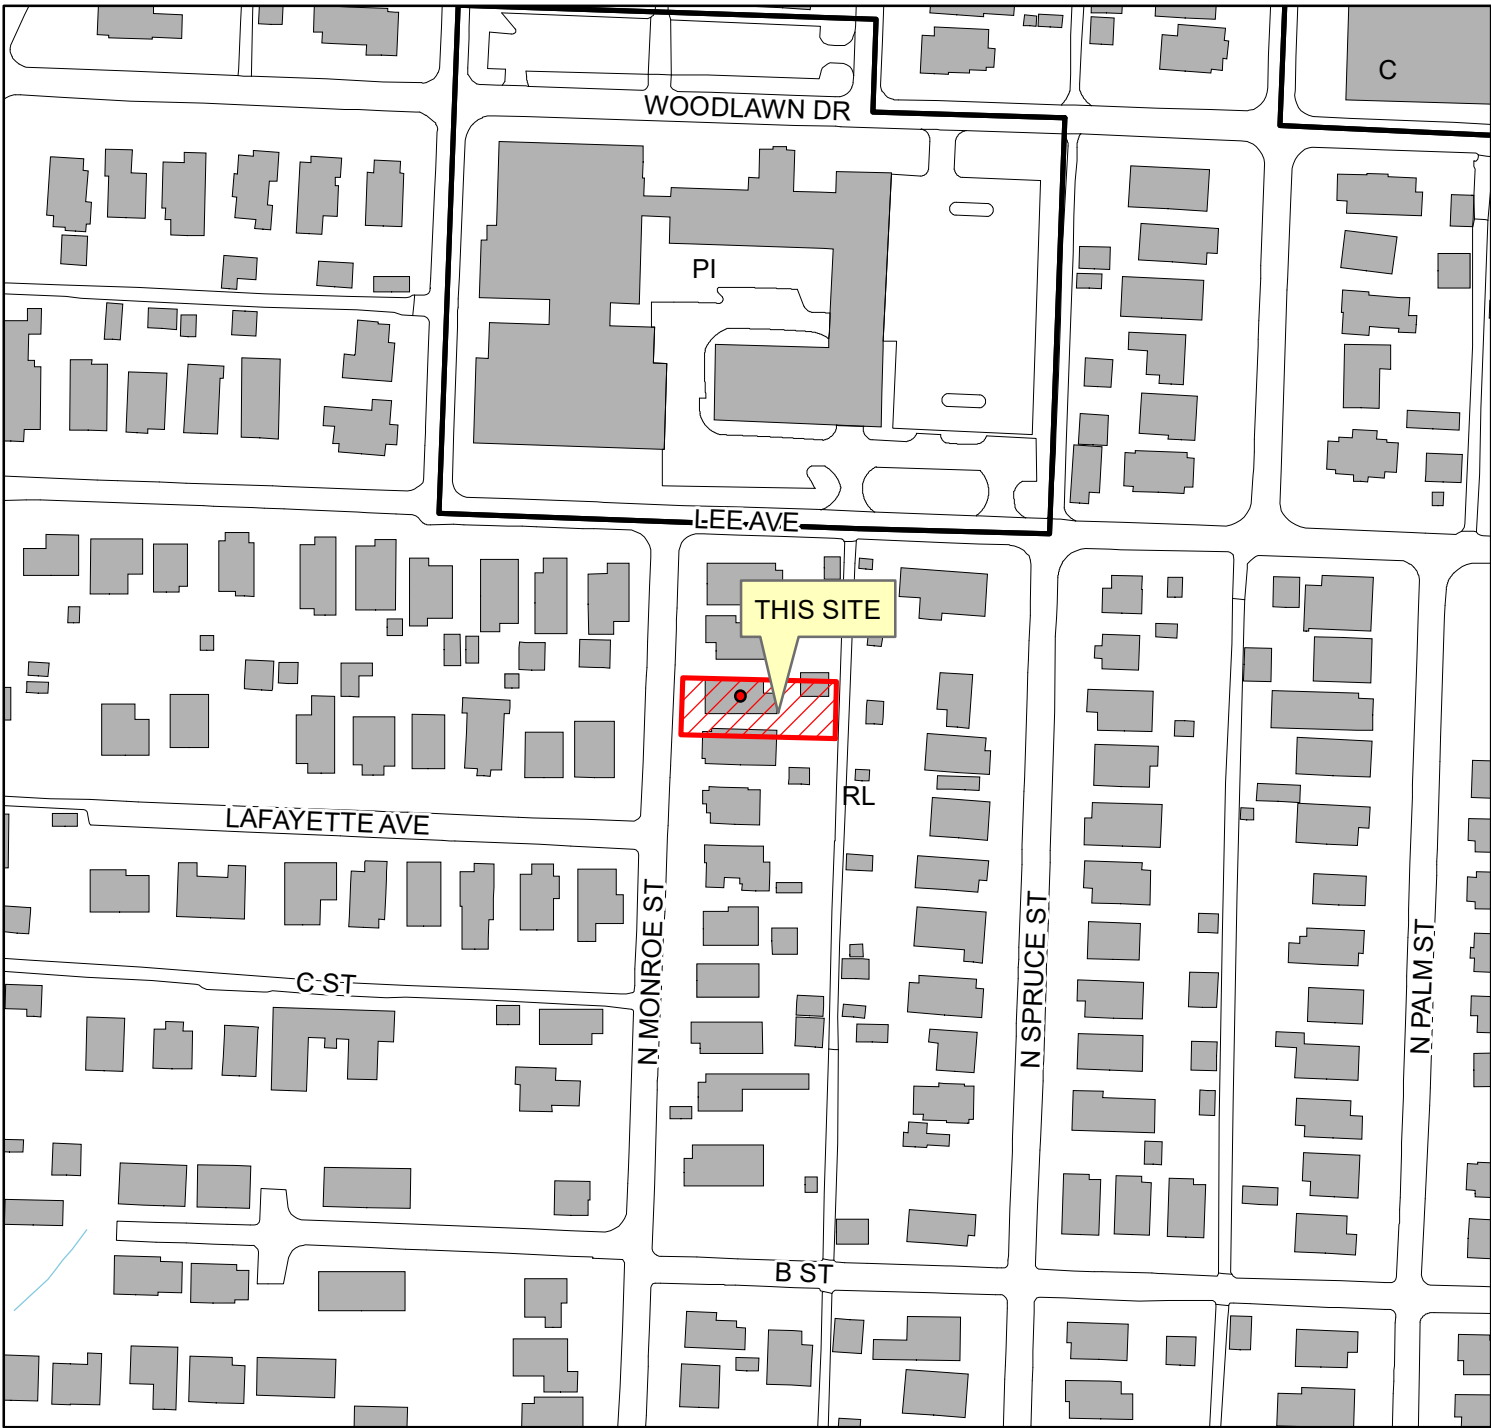 C
WOODLAWN DR
PI
LEE AVE
THIS SITE
RL
LAFAYETTE AVE
N MONROE ST
N SPRUCE ST
N PALM ST
C ST
B ST